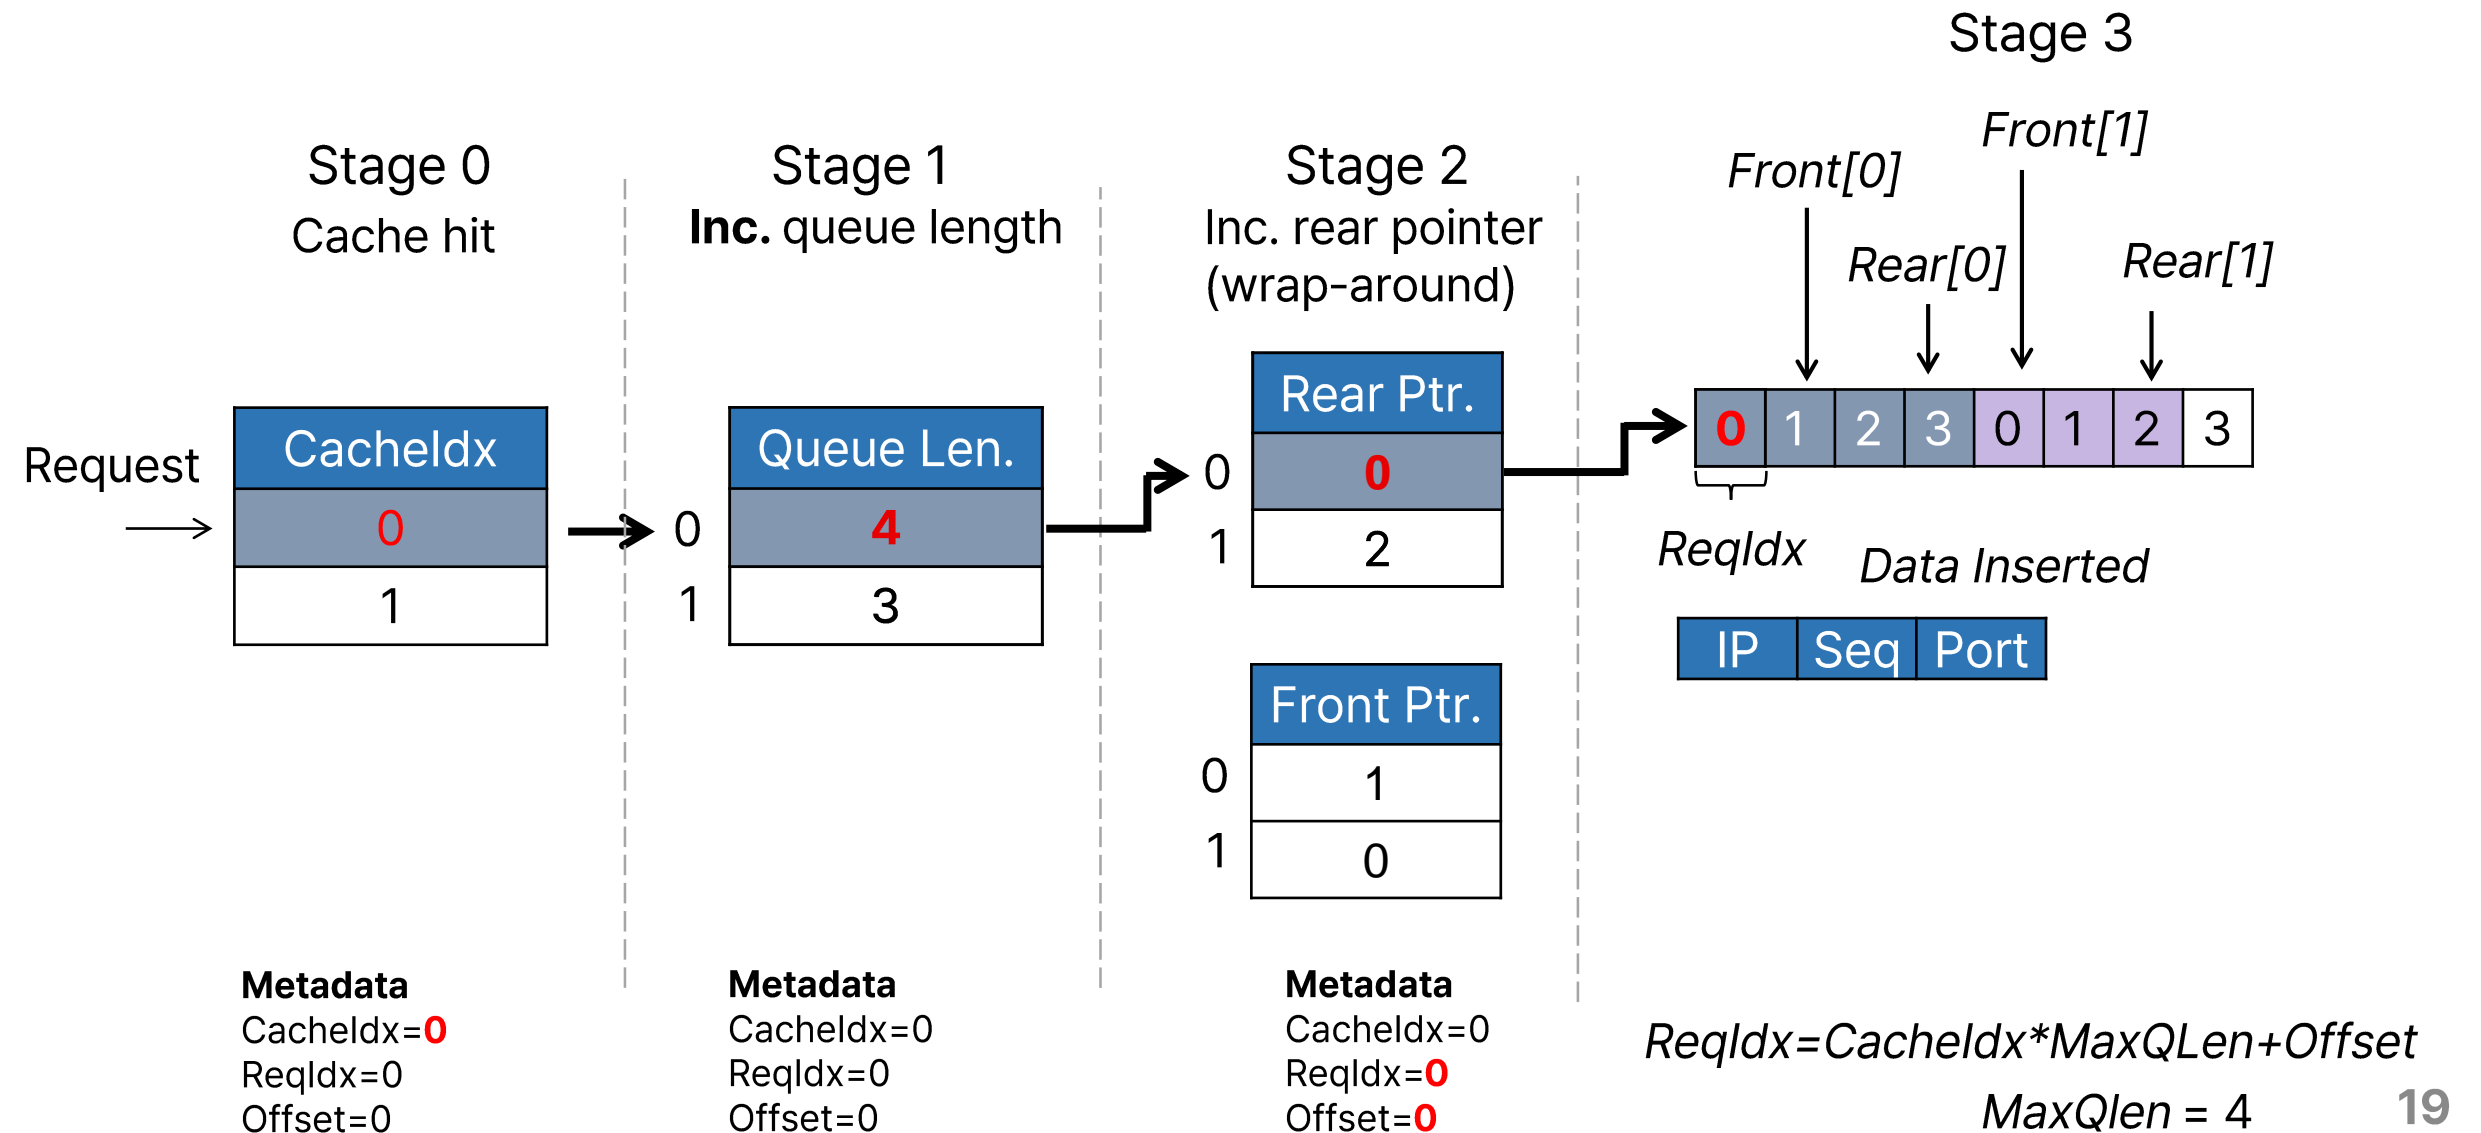 Stage 0
Cache hit
Request
CacheIdx
0
1
Metadata
CacheIdx=0
ReqIdx=0
Offset=0
Stage 1
Inc. queue length
Queue Len.
0 4
1 3
Metadata
CacheIdx=0
ReqIdx=0
Offset=0
Stage 2
Inc. rear pointer
(wrap-around)
Rear Ptr.
0 0
1 2
Front Ptr.
0 1
1 0
Metadata
CacheIdx=0
ReqIdx=0
Offset=0
Stage 3
Front[1]
Front[0]
Rear[0]
Rear[1]
0 1 2 3 0 1 2 3
ReqIdx
Data Inserted
IP Seq Port
ReqIdx=CacheIdx*MaxQLen+Offset
MaxQlen = 4
19